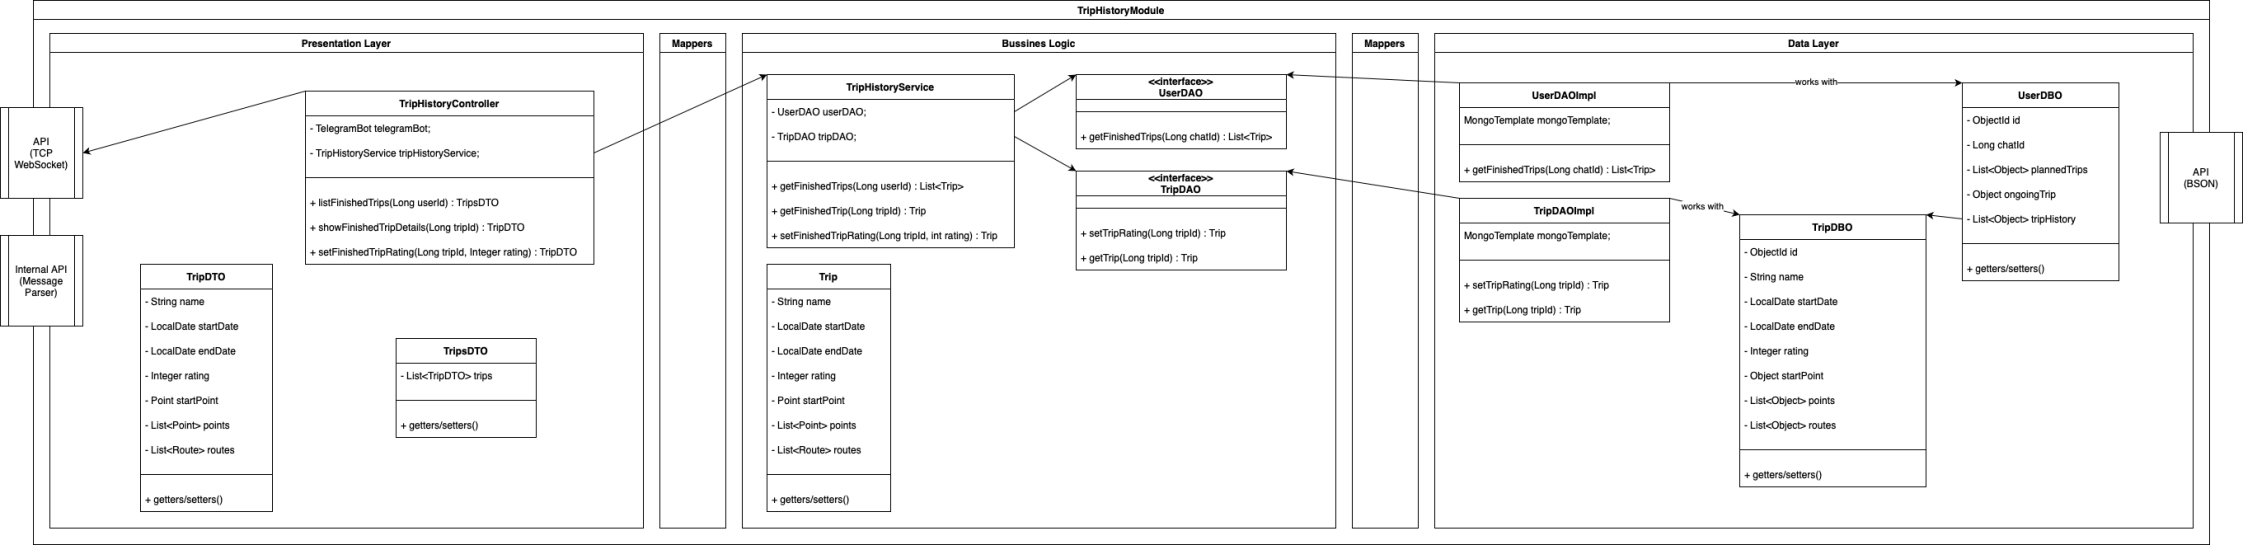 TripHistoryModule
Presentation Layer
Mappers
Bussines Logic
Mappers
Data Layer
API
(TCP
WebSocket)
Internal API
(Message
Parser)
TripHistoryController
- TelegramBot telegramBot;
- TripHistoryService tripHistoryService;
+ listFinishedTrips(Long userId) : TripsDTO
+ showFinishedTripDetails(Long tripId) : TripDTO
+ setFinishedTripRating(Long tripId, Integer rating) : TripDTO
TripDTO
- String name
- LocalDate startDate
- LocalDate endDate
- Integer rating
- Point startPoint
- List<Point> points
- List<Route> routes
+ getters/setters()
TripsDTO
- List<TripDTO> trips
+ getters/setters()
TripHistoryService
- UserDAO userDAO;
- TripDAO tripDAO;
+ getFinishedTrips(Long userId) : List<Trip>
+ getFinishedTrip(Long tripId) : Trip
+ setFinishedTripRating(Long tripId, int rating) : Trip
Trip
- String name
- LocalDate startDate
- LocalDate endDate
- Integer rating
- Point startPoint
- List<Point> points
- List<Route> routes
+ getters/setters()
<<interface>>
UserDAO
+ getFinishedTrips(Long chatId) : List<Trip>
<<interface>>
TripDAO
+ setTripRating(Long tripId) : Trip
+ getTrip(Long tripId) : Trip
UserDAOImpl
MongoTemplate mongoTemplate;
+ getFinishedTrips(Long chatId) : List<Trip>
works with
TripDAOImpl
MongoTemplate mongoTemplate;
+ setTripRating(Long tripId) : Trip
+ getTrip(Long tripId) : Trip
works with
TripDBO
- ObjectId id
- String name
- LocalDate startDate
- LocalDate endDate
- Integer rating
- Object startPoint
- List<Object> points
- List<Object> routes
+ getters/setters()
UserDBO
- ObjectId id
- Long chatId
- List<Object> plannedTrips
- Object ongoingTrip
- List<Object> tripHistory
+ getters/setters()
API
(BSON)